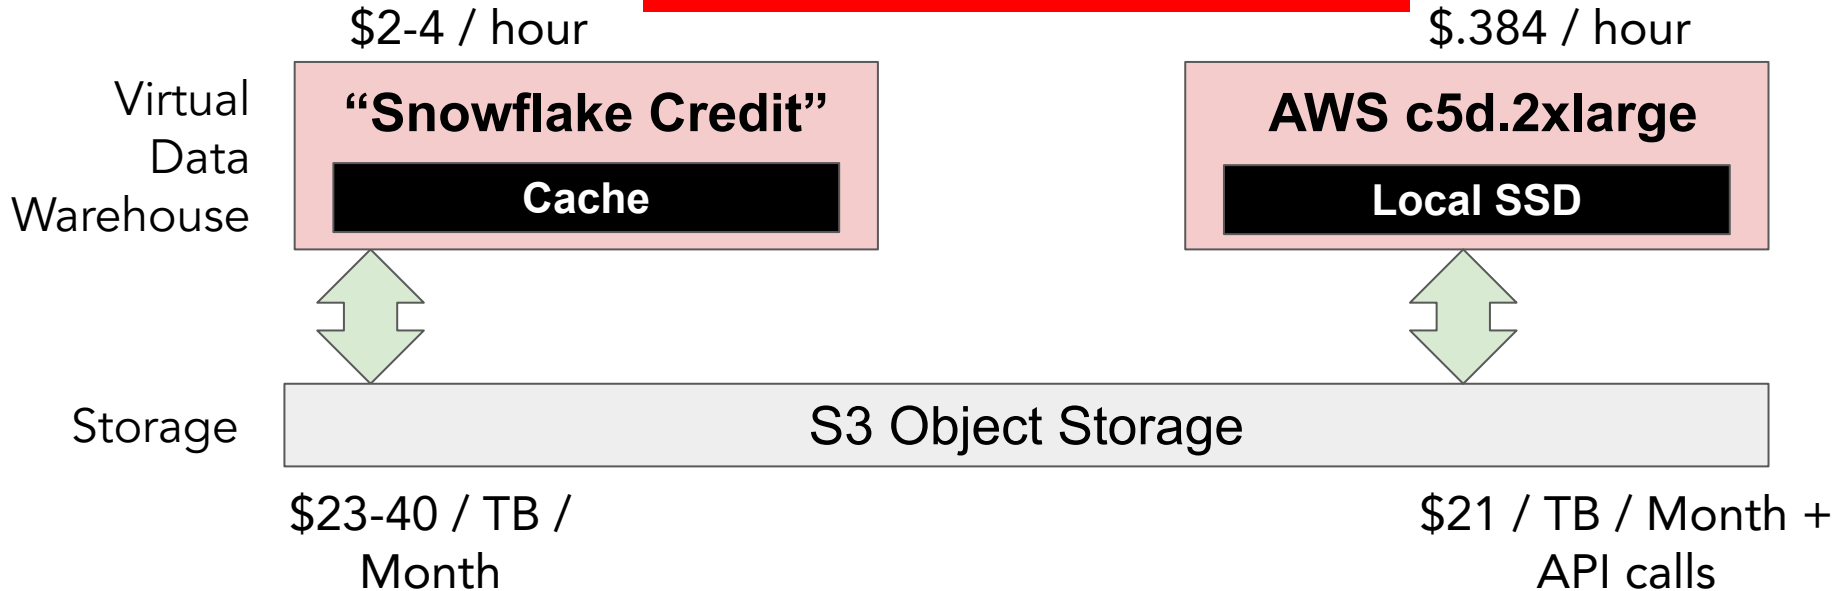 $2-4 / hour
$.384 / hour
Virtual
Data
Warehouse
“Snowflake Credit”
Cache
AWS c5d.2xlarge
Local SSD
Storage
S3 Object Storage
$23-40 / TB /
Month
$21 / TB / Month +
API calls